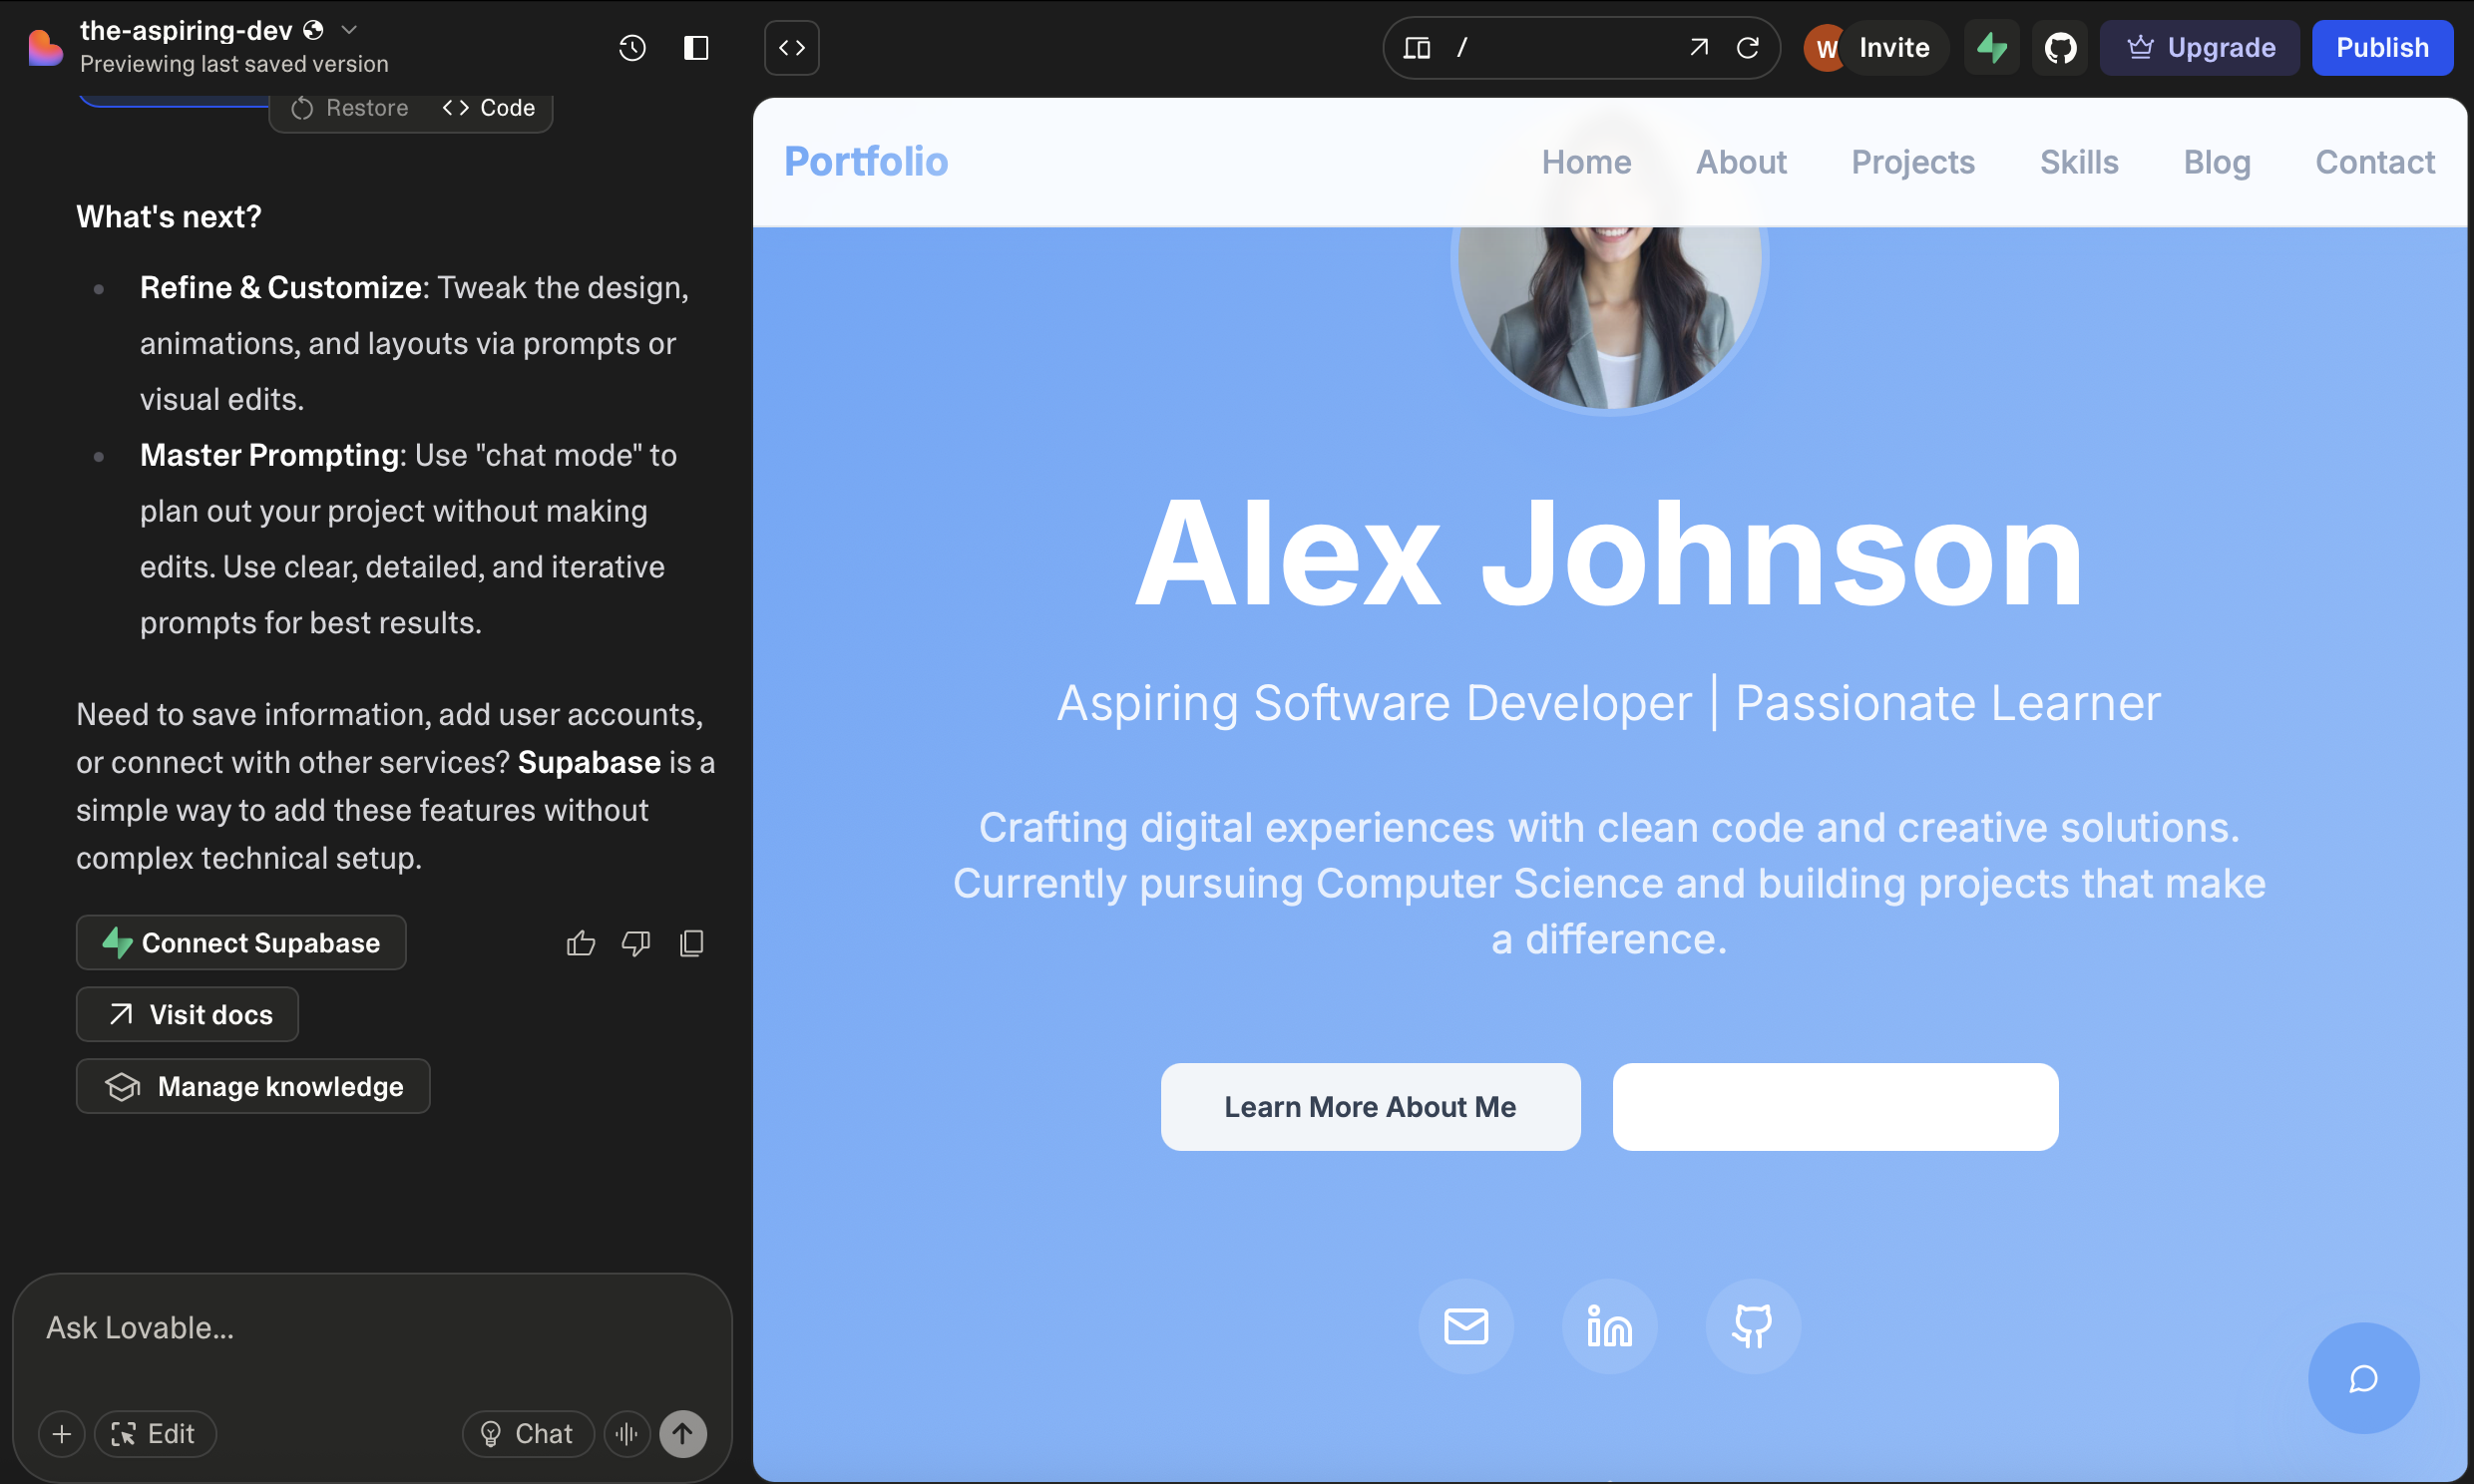 the-aspiring-dev
Previewing last saved version
/
W
Invite
Upgrade
Publish
Restore
Code
What's next?
Refine & Customize: Tweak the design,
animations, and layouts via prompts or
visual edits.
Master Prompting: Use "chat mode" to
plan out your project without making
edits. Use clear, detailed, and iterative
prompts for best results.
Need to save information, add user accounts,
or connect with other services? Supabase is a
simple way to add these features without
complex technical setup.
Connect Supabase
Visit docs
Manage knowledge
Ask Lovable...
Edit
Chat
Portfolio
Home
About
Projects
Skills
Blog
Contact
Alex Johnson
Aspiring Software Developer | Passionate Learner
Crafting digital experiences with clean code and creative solutions.
Currently pursuing Computer Science and building projects that make
a difference.
Learn More About Me
in